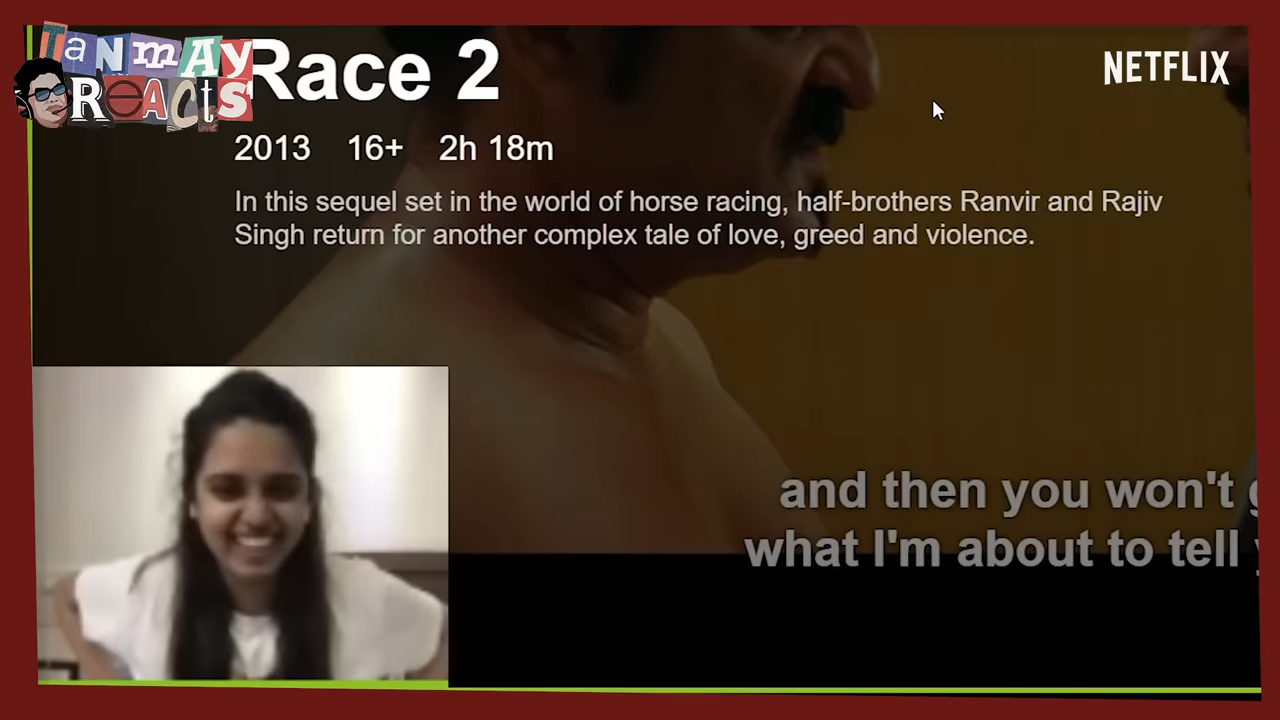 TaNmAy
REACtS
Race 2
NETFLIX
2013 16+ 2h 18m
In this sequel set in the world of horse racing, half-brothers Ranvir and Rajiv
Singh return for another complex tale of love, greed and violence.
and then you won't
what I'm about to tell